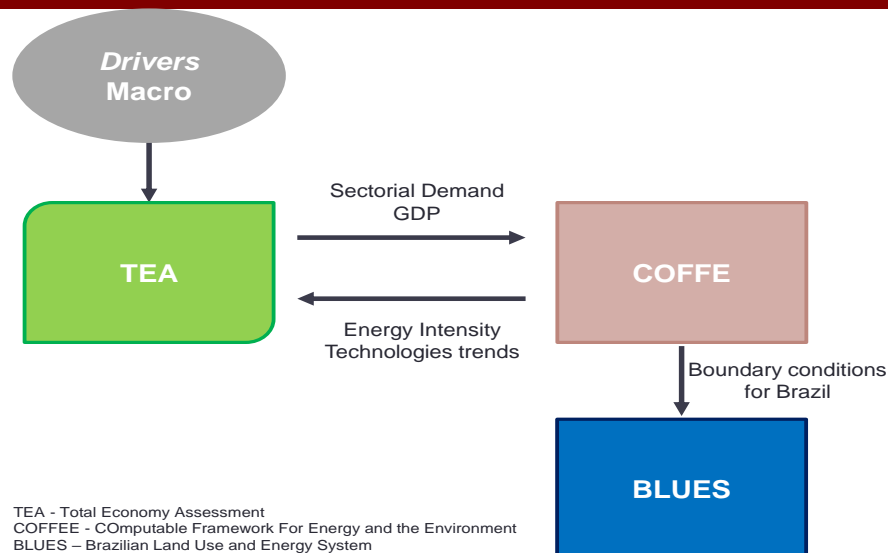 Drivers
Macro
Sectorial Demand
GDP
TEA
COFFE
Energy Intensity
Technologies trends
Boundary conditions
for Brazil
BLUES
TEA - Total Economy Assessment
COFFEE - COmputable Framework For Energy and the Environment
BLUES – Brazilian Land Use and Energy System